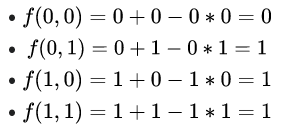 • f(0,0) = 0 + 0 − 0 * 0 = 0
• f(0,1) = 0 + 1 − 0 * 1 = 1
• f(1,0) = 1 + 0 − 1 * 0 = 1
• f(1,1) = 1 + 1 − 1 * 1 = 1